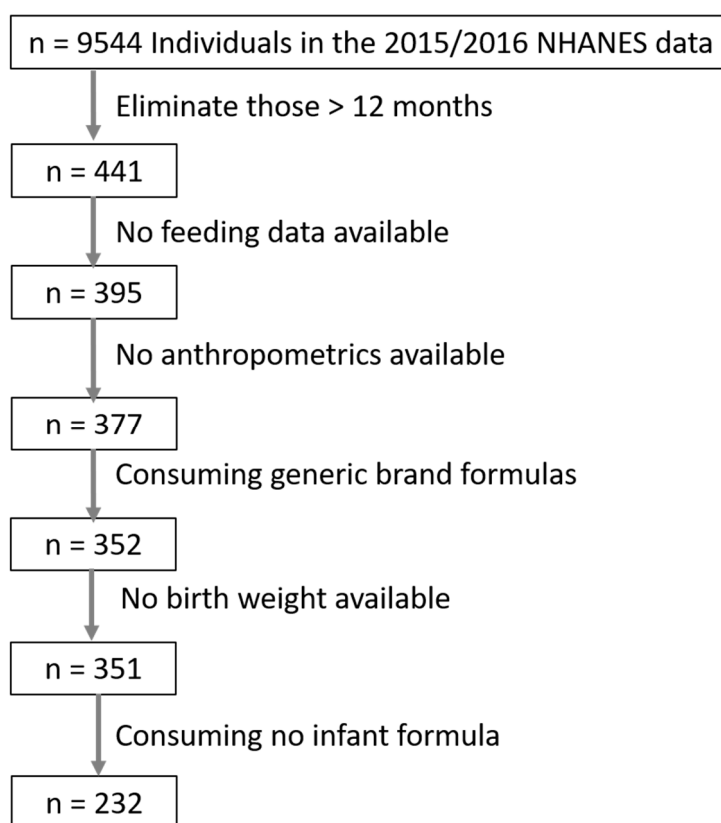 n = 9544 Individuals in the 2015/2016 NHANES data
Eliminate those > 12 months
n = 441
No feeding data available
n = 395
No anthropometrics available
n = 377
Consuming generic brand formulas
n = 352
No birth weight available
n = 351
Consuming no infant formula
n = 232